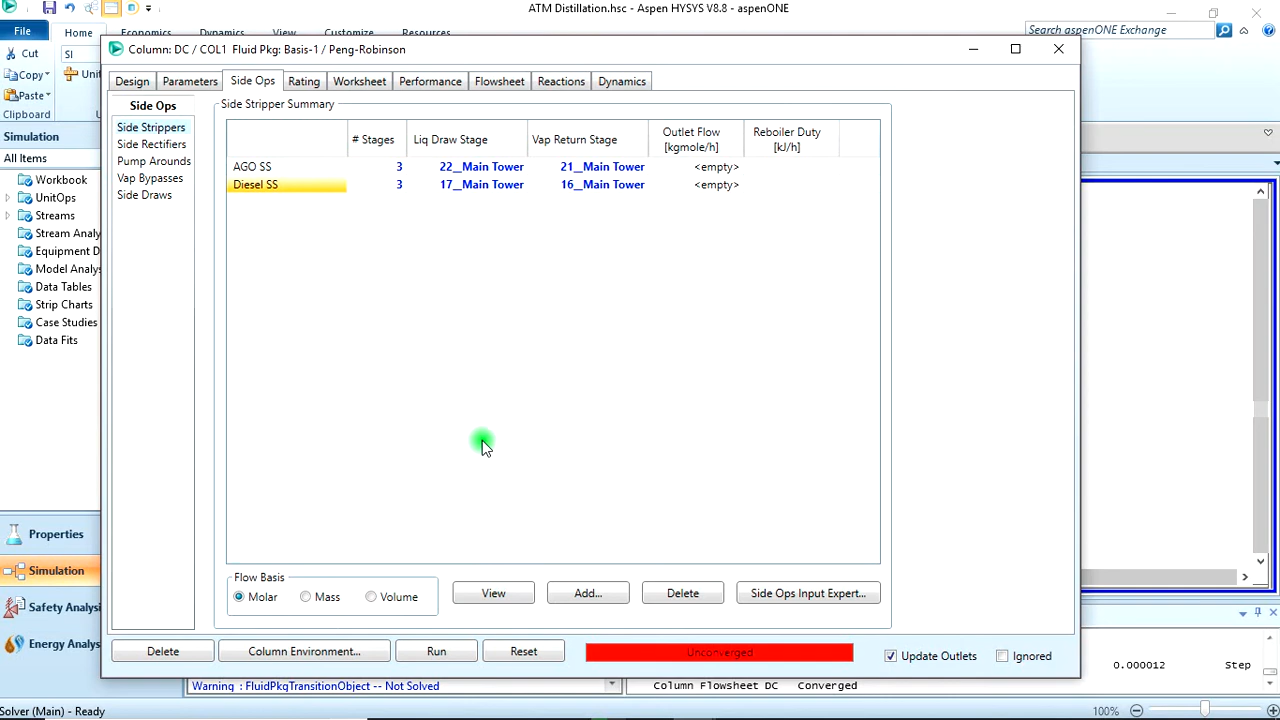 ATM Distillation.hsc - Aspen HYSYS V8.8 - aspenONE
File
Home
Economics
Dynamics
View
Customize
Resources
Search aspenONE Exchange
Cut
SI
Copy
Unit
Paste
Clipboard
Simulation
All Items
Workbook
UnitOps
Streams
Stream Analy
Equipment D
Model Analys
Data Tables
Strip Charts
Case Studies
Data Fits
Properties
Simulation
Safety Analysi
Energy Analys
Column: DC / COL1 Fluid Pkg: Basis-1 / Peng-Robinson
Design
Parameters
Side Ops
Rating
Worksheet
Performance
Flowsheet
Reactions
Dynamics
Side Ops
Side Strippers
Side Rectifiers
Pump Arounds
Vap Bypasses
Side Draws
Side Stripper Summary
# Stages Liq Draw Stage Vap Return Stage Outlet Flow [kgmole/h] Reboiler Duty [kJ/h]
AGO SS 3 22__Main Tower 21__Main Tower <empty>
Diesel SS 3 17__Main Tower 16__Main Tower <empty>
Flow Basis
Molar Mass Volume
View Add... Delete Side Ops Input Expert...
Delete Column Environment... Run Reset Unconverged Update Outlets Ignored
Warning : FluidPkgTransitionObject -- Not Solved
0.000012 Step
Column Flowsheet DC Converged
Solver (Main) - Ready
100%